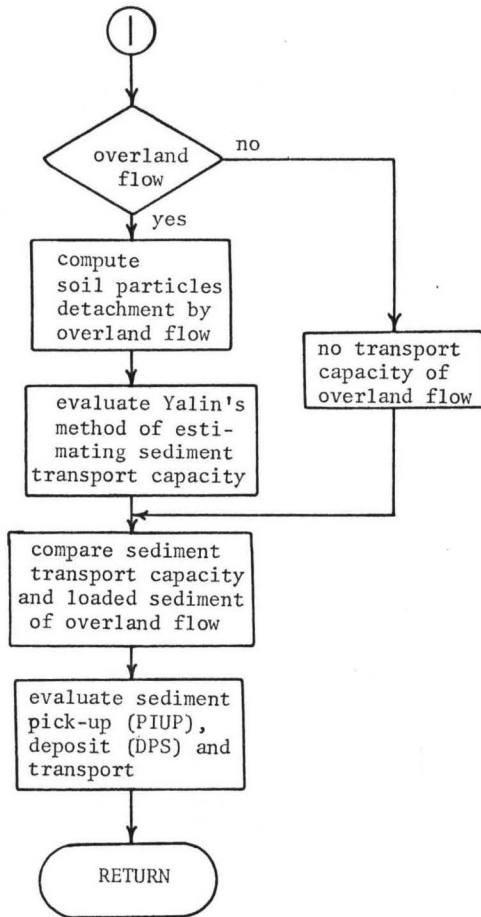 |
overland
flow
no
yes
compute
soil particles
detachment by
overland flow
no transport
capacity of
overland flow
evaluate Yalin's
method of esti-
mating sediment
transport capacity
compare sediment
transport capacity
and loaded sediment
of overland flow
evaluate sediment
pick-up (PIUP),
deposit (DPS) and
transport
RETURN